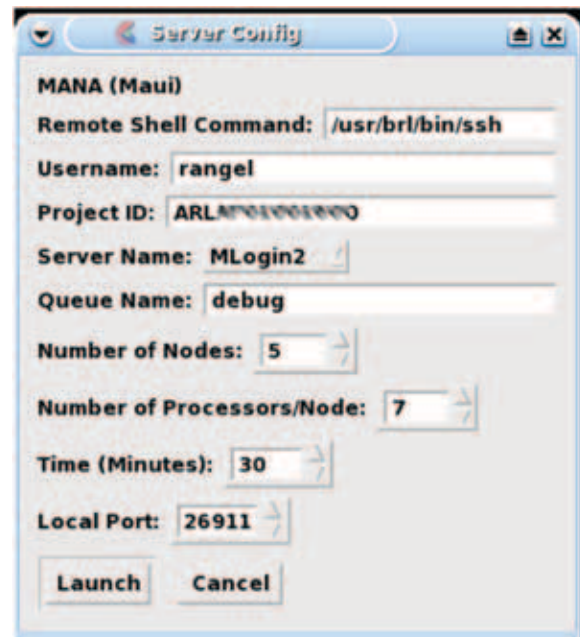 Server Config
MANA (Maui)
Remote Shell Command: /usr/brl/bin/ssh
Username: rangel
Project ID:
Server Name: MLogin2
Queue Name: debug
Number of Nodes: 5
Number of Processors/Node: 7
Time (Minutes): 30
Local Port: 26911
Launch Cancel